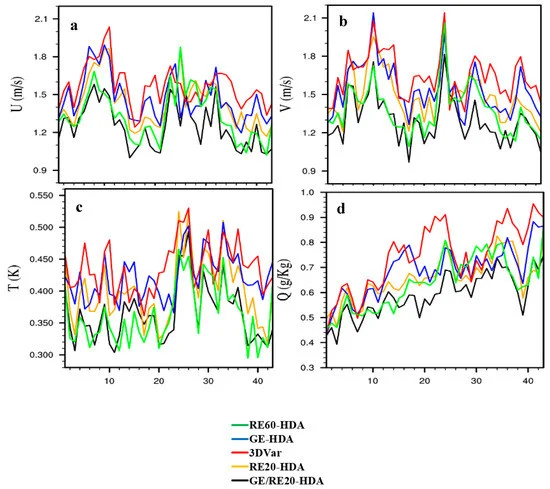 a
b
2.1
1.8
1.5
1.2
0.9
U (m/s)
2.1
1.8
1.5
1.2
0.9
V (m/s)
c
d
0.550
0.500
0.450
0.400
0.350
0.300
T (K)
10
20
30
40
1.0
0.9
0.8
0.7
0.6
0.5
0.4
0.3
Q (g/Kg)
10
20
30
40
RE60-HDA
GE-HDA
3DVar
RE20-HDA
GE/RE20-HDA